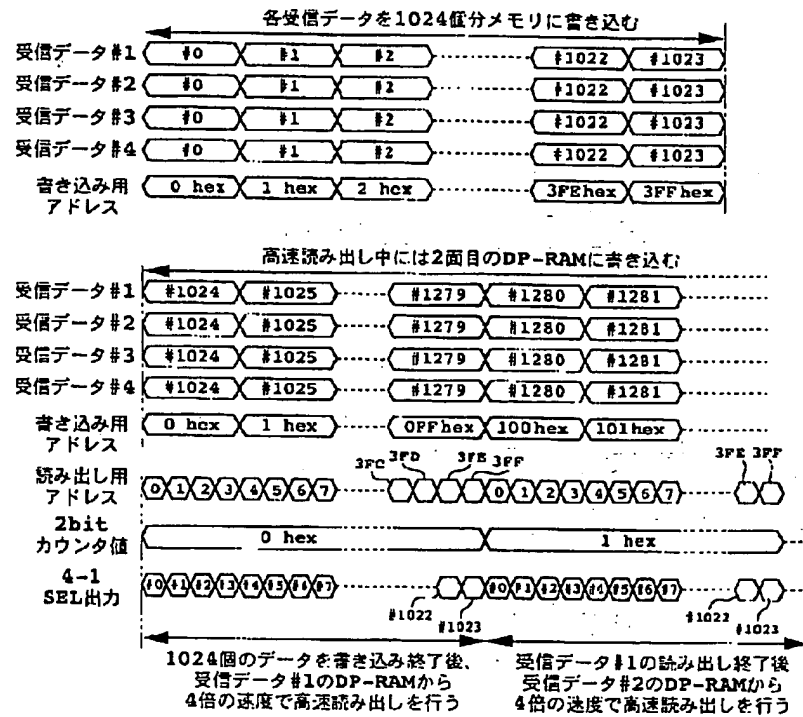 各受信データを1024個分メモリに書き込む
受信データ#1 #0 #1 #2 #1022 #1023
受信データ#2 #0 #1 #2 #1022 #1023
受信データ#3 #0 #1 #2 #1022 #1023
受信データ#4 #0 #1 #2 #1022 #1023
書き込み用 0 hex 1 hex 2 hex 3FEhex 3FFhex
アドレス
高速読み出し中には2面目のDP-RAMに書き込む
受信データ#1 #1024 #1025 #1279 #1280 #1281
受信データ#2 #1024 #1025 #1279 #1280 #1281
受信データ#3 #1024 #1025 #1279 #1280 #1281
受信データ#4 #1024 #1025 #1279 #1280 #1281
書き込み用 0 hex 1 hex 0FFhex 100hex 101hex
アドレス
3FC 3FD 3FE 3FF 3FE 3FF
読み出し用 0 1 2 3 4 5 6 7 0 1 2 3 4 5 6 7
アドレス
2bit
カウンタ値 0 hex 1 hex
4-1
SEL出力 #0 #1 #2 #3 #4 #5 #6 #7 #0 #1 #2 #3 #4 #5 #6 #7
#1022 #1023 #1022 #1023
1024個のデータを書き込み終了後、
受信データ#1のDP-RAMから
4倍の速度で高速読み出しを行う
受信データ#1の読み出し終了後
受信データ#2のDP-RAMから
4倍の速度で高速読み出しを行う